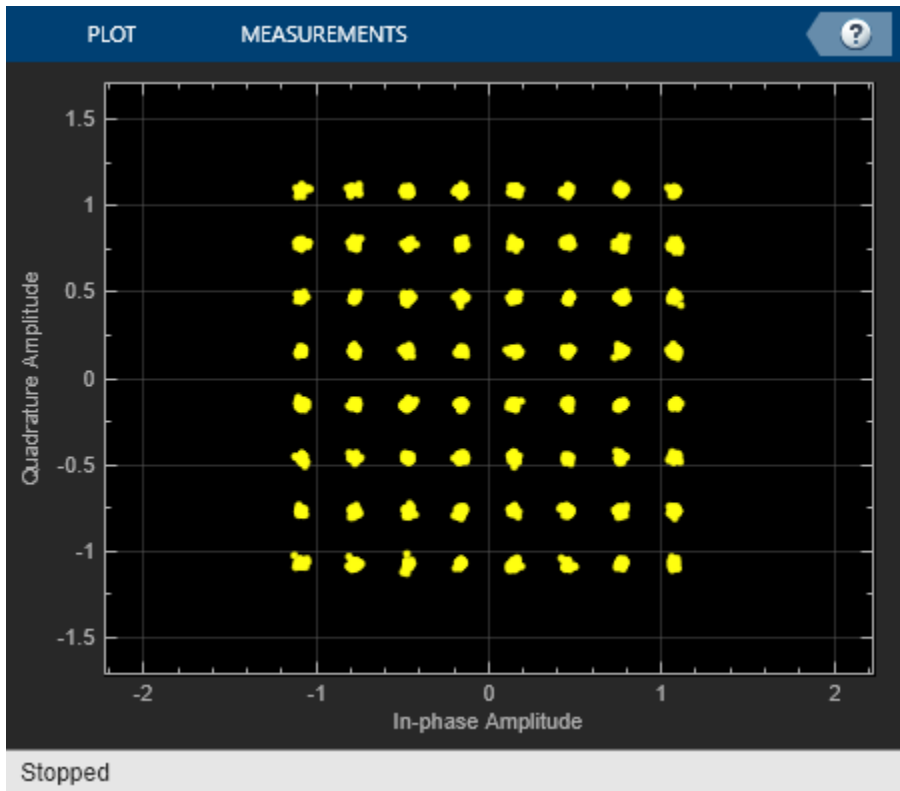 PLOT MEASUREMENTS ?
1.5
1
0.5
0
-0.5
-1
-1.5
Quadrature Amplitude
-2 -1 0 1 2
In-phase Amplitude
Stopped